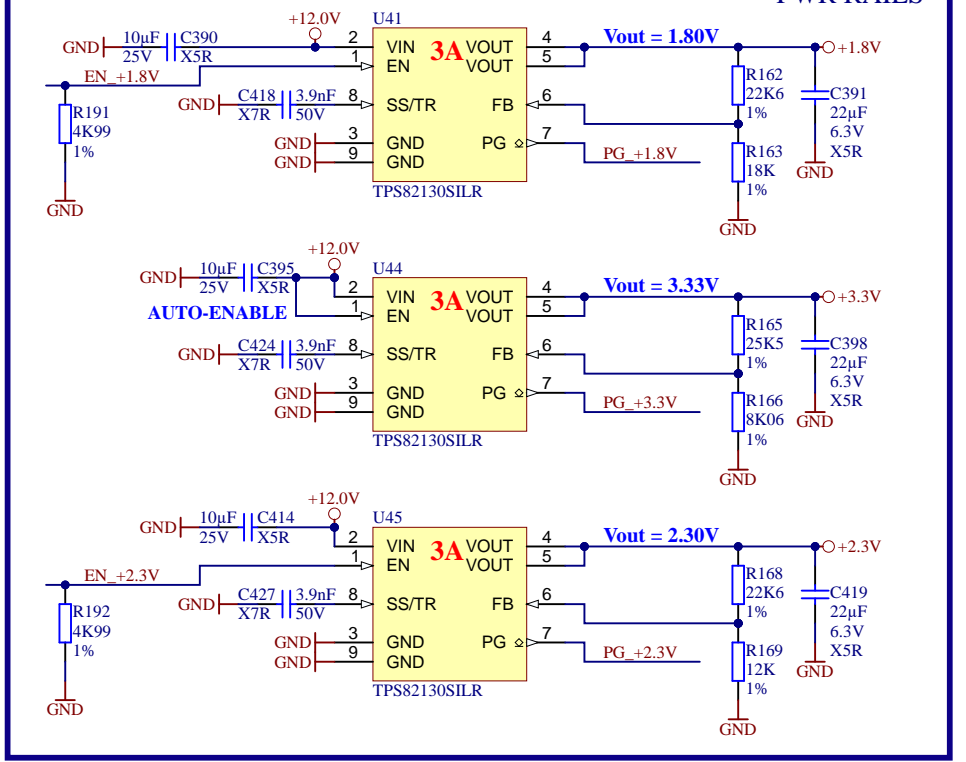 PWR RAILS
+12.0V
U41
GND 10µF C390 2 VIN 3A VOUT 4 Vout = 1.80V +1.8V
25V X5R 1 EN VOUT 5
EN_+1.8V
R191 4K99 1%
GND
GND C418 3.9nF 8 SS/TR FB 6
X7R 50V
GND 3 GND PG 7 PG_+1.8V
GND 9 GND
TPS82130SILR
R162 22K6 1%
R163 18K 1%
GND
C391 22µF 6.3V X5R
GND
+12.0V
U44
GND 10µF C395 2 VIN 3A VOUT 4 Vout = 3.33V +3.3V
25V X5R 1 EN VOUT 5
AUTO-ENABLE
GND C424 3.9nF 8 SS/TR FB 6
X7R 50V
GND 3 GND PG 7 PG_+3.3V
GND 9 GND
TPS82130SILR
R165 25K5 1%
R166 8K06 1%
GND
C398 22µF 6.3V X5R
GND
+12.0V
U45
GND 10µF C414 2 VIN 3A VOUT 4 Vout = 2.30V +2.3V
25V X5R 1 EN VOUT 5
EN_+2.3V
R192 4K99 1%
GND
GND C427 3.9nF 8 SS/TR FB 6
X7R 50V
GND 3 GND PG 7 PG_+2.3V
GND 9 GND
TPS82130SILR
R168 22K6 1%
R169 12K 1%
GND
C419 22µF 6.3V X5R
GND